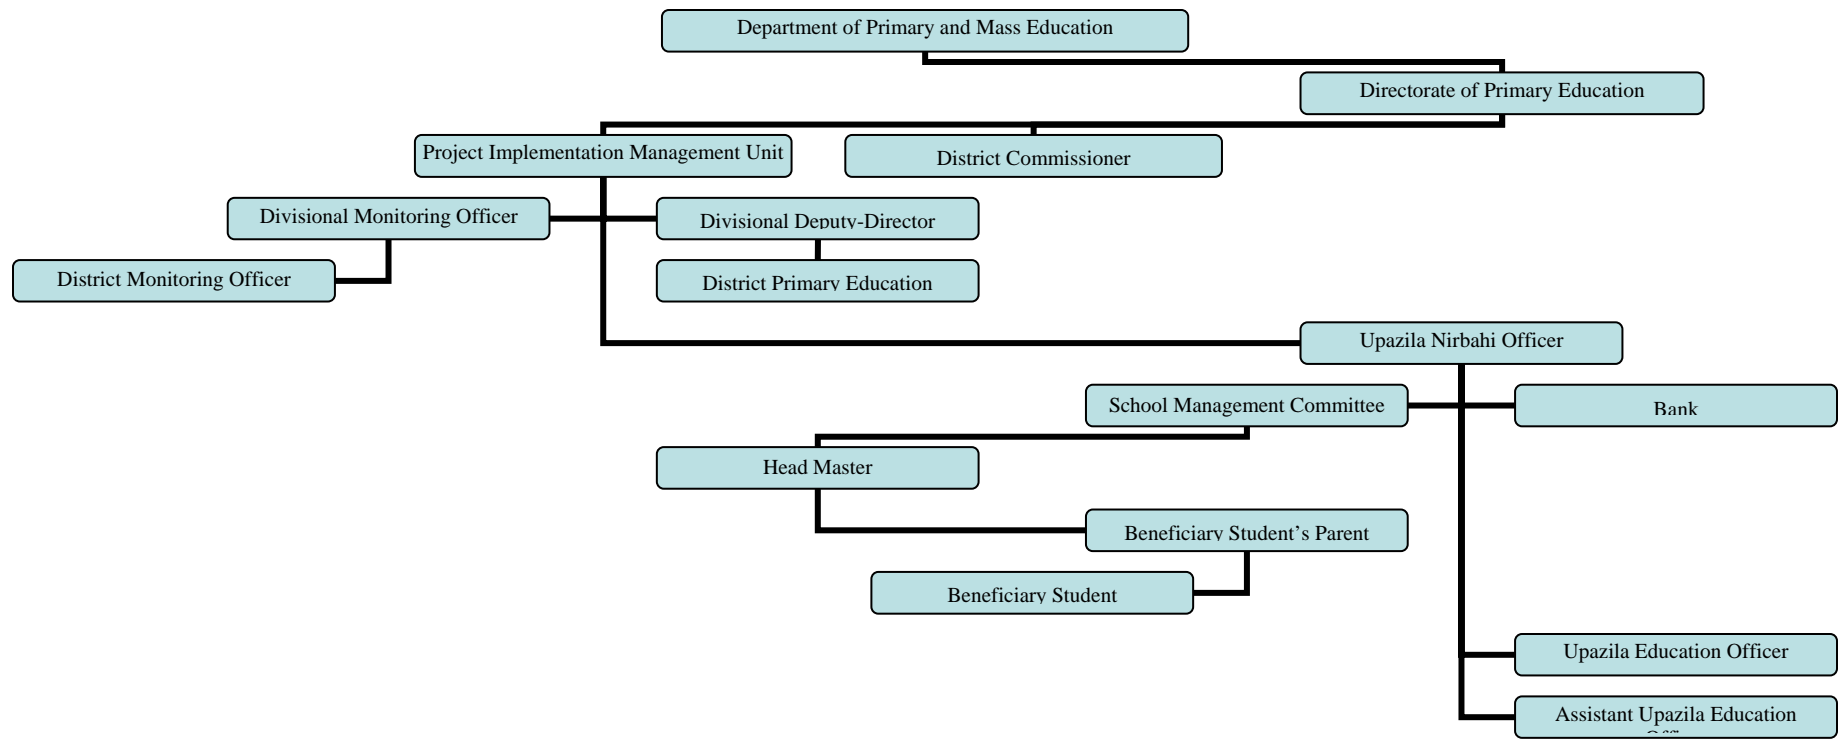 Department of Primary and Mass Education
Directorate of Primary Education
Project Implementation Management Unit
District Commissioner
Divisional Monitoring Officer
Divisional Deputy-Director
District Monitoring Officer
District Primary Education
Upazila Nirbahi Officer
School Management Committee
Bank
Head Master
Beneficiary Student’s Parent
Beneficiary Student
Upazila Education Officer
Assistant Upazila Education